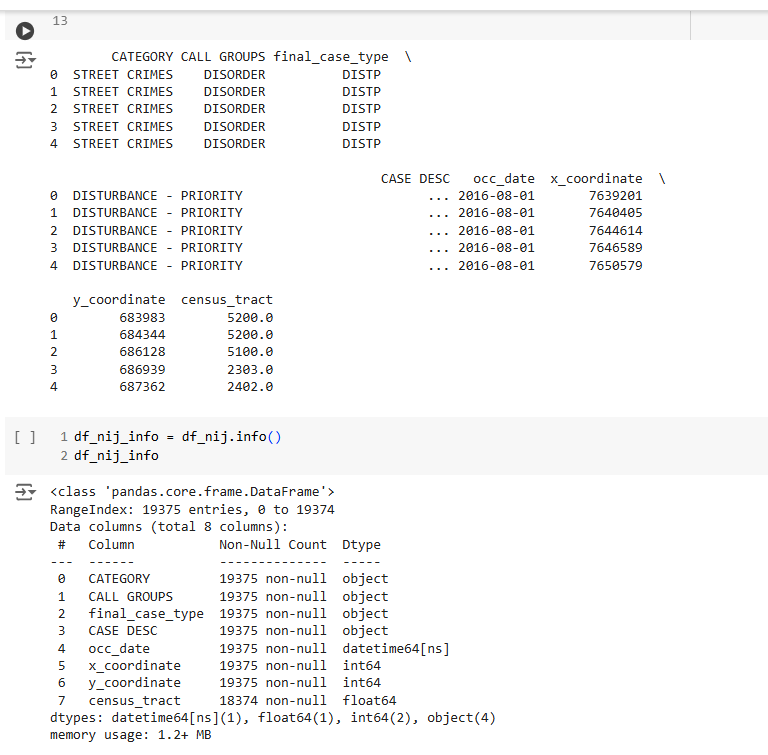 13
CATEGORY CALL GROUPS final_case_type \
0 STREET CRIMES DISORDER DISTP
1 STREET CRIMES DISORDER DISTP
2 STREET CRIMES DISORDER DISTP
3 STREET CRIMES DISORDER DISTP
4 STREET CRIMES DISORDER DISTP
CASE DESC occ_date x_coordinate \
0 DISTURBANCE - PRIORITY ... 2016-08-01 7639201
1 DISTURBANCE - PRIORITY ... 2016-08-01 7640405
2 DISTURBANCE - PRIORITY ... 2016-08-01 7644614
3 DISTURBANCE - PRIORITY ... 2016-08-01 7646589
4 DISTURBANCE - PRIORITY ... 2016-08-01 7650579
y_coordinate census_tract
0 683983 5200.0
1 684344 5200.0
2 686128 5100.0
3 686939 2303.0
4 687362 2402.0
[ ] 1 df_nij_info = df_nij.info()
2 df_nij_info
<class 'pandas.core.frame.DataFrame'>
RangeIndex: 19375 entries, 0 to 19374
Data columns (total 8 columns):
# Column Non-Null Count Dtype
--- ------ -------------- -----
0 CATEGORY 19375 non-null object
1 CALL GROUPS 19375 non-null object
2 final_case_type 19375 non-null object
3 CASE DESC 19375 non-null object
4 occ_date 19375 non-null datetime64[ns]
5 x_coordinate 19375 non-null int64
6 y_coordinate 19375 non-null int64
7 census_tract 18374 non-null float64
dtypes: datetime64[ns](1), float64(1), int64(2), object(4)
memory usage: 1.2+ MB